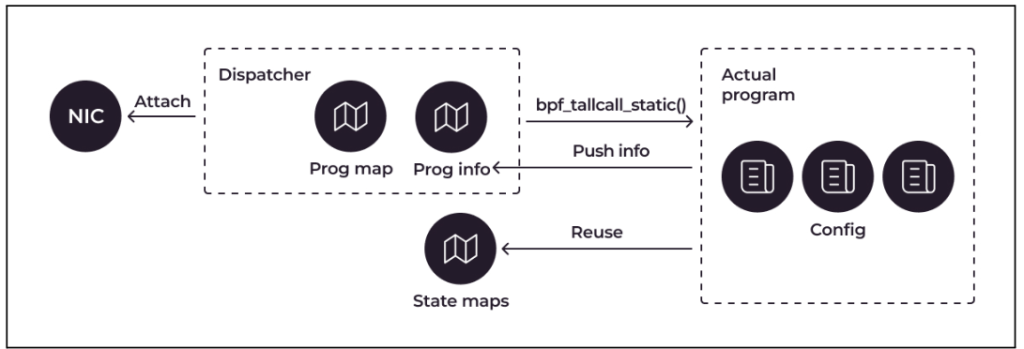 NIC
Attach
Dispatcher
Prog map
Prog info
bpf_tallcall_static()
Push info
Reuse
State maps
Actual
program
Config